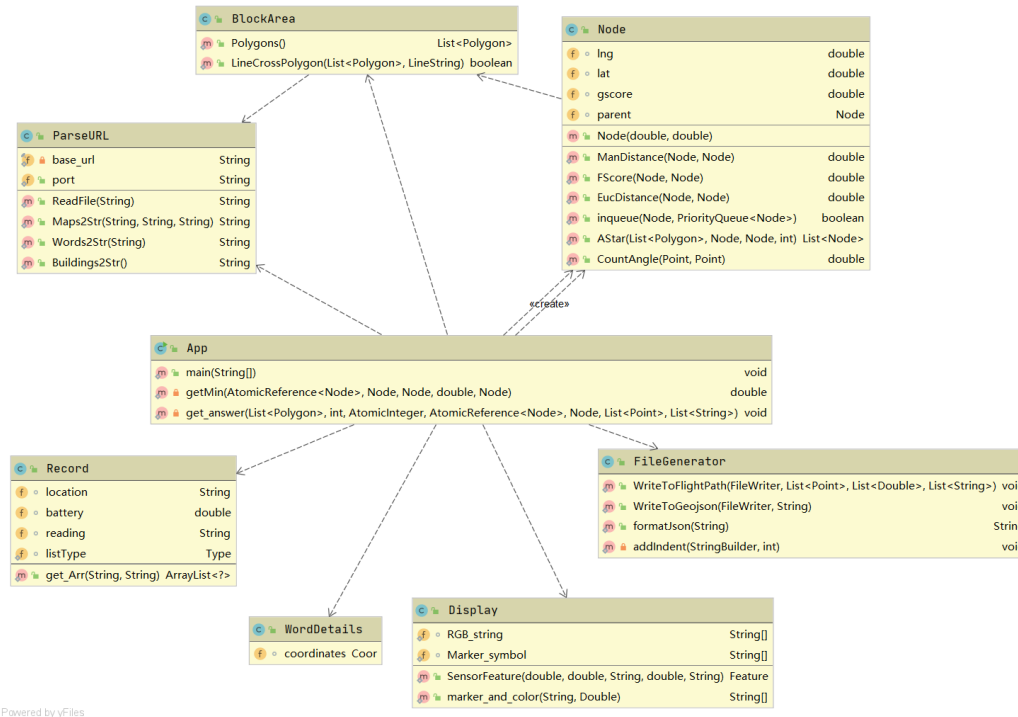 BlockArea
Polygons() List<Polygon>
LineCrossPolygon(List<Polygon>, LineString) boolean
Node
lng double
lat double
gscore double
parent Node
Node(double, double)
ManDistance(Node, Node) double
FScore(Node, Node) double
EucDistance(Node, Node) double
inqueue(Node, PriorityQueue<Node>) boolean
AStar(List<Polygon>, Node, Node, int) List<Node>
CountAngle(Point, Point) double
ParseURL
base_url String
port String
ReadFile(String) String
Maps2Str(String, String, String) String
Words2Str(String) String
Buildings2Str() String
«create»
App
main(String[]) void
getMin(AtomicReference<Node>, Node, Node, double, Node) double
get_answer(List<Polygon>, int, AtomicInteger, AtomicReference<Node>, Node, List<Point>, List<String>) void
Record
location String
battery double
reading String
listType Type
get_Arr(String, String) ArrayList<?>
FileGenerator
WriteToFlightPath(FileWriter, List<Point>, List<Double>, List<String>) voi
WriteToGeojson(FileWriter, String) voi
formatJson(String) Strin
addIndent(StringBuilder, int) voi
WordDetails
coordinates Coor
Display
RGB_string String[]
Marker_symbol String[]
SensorFeature(double, double, String, double, String) Feature
marker_and_color(String, Double) String[]
Powered by yFiles